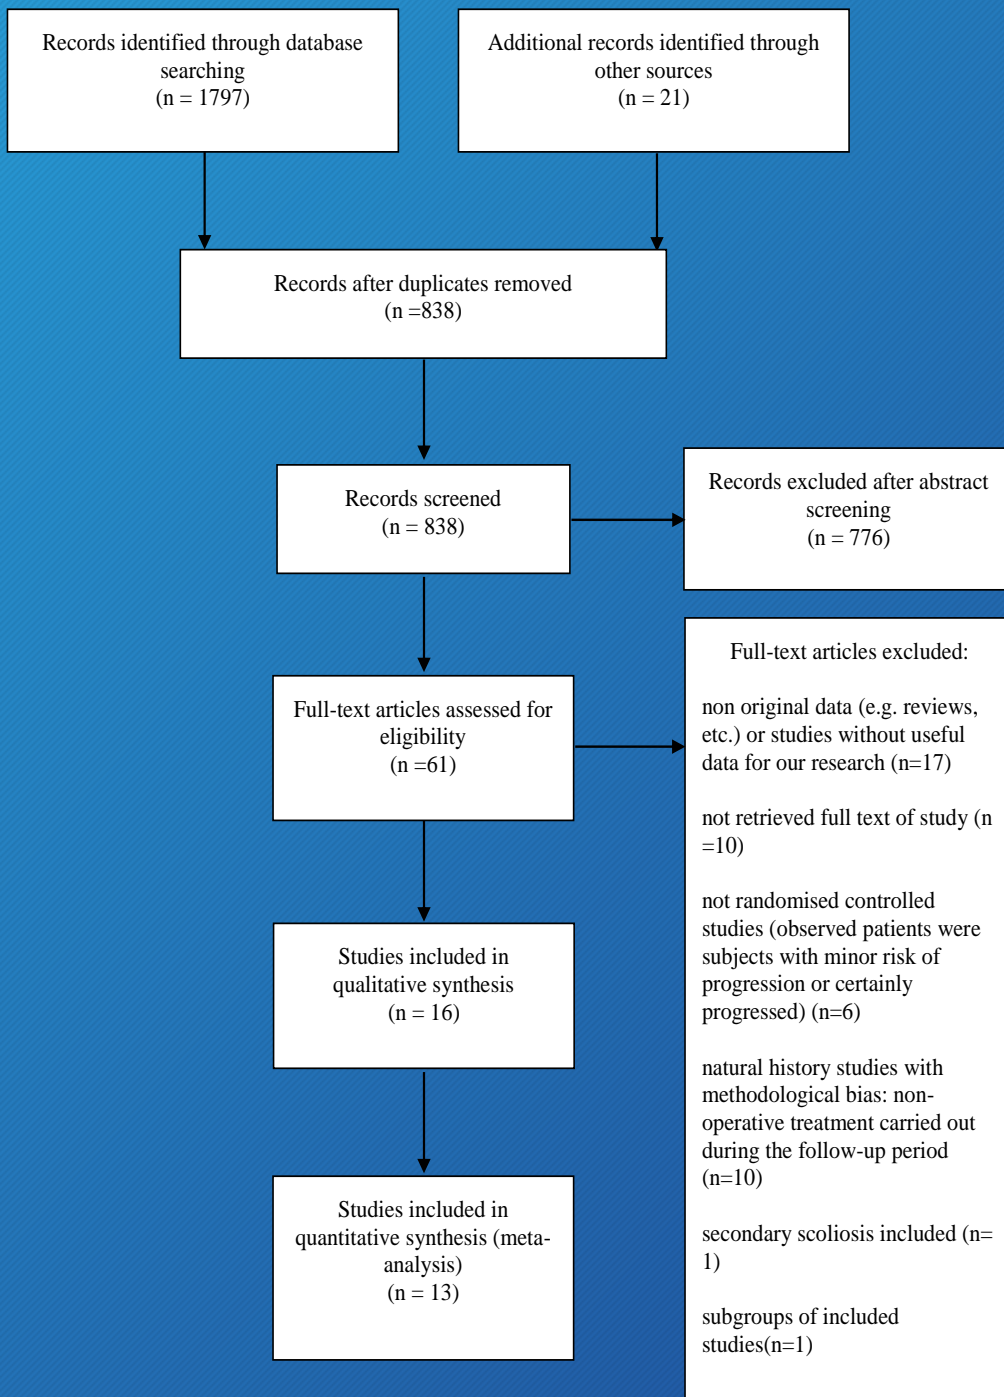 Records identified through database
searching
(n = 1797)
Additional records identified through
other sources
(n = 21)
Records after duplicates removed
(n =838)
Records screened
(n = 838)
Records excluded after abstract
screening
(n = 776)
Full-text articles assessed for
eligibility
(n =61)
Full-text articles excluded:
non original data (e.g. reviews,
etc.) or studies without useful
data for our research (n=17)
not retrieved full text of study (n
=10)
not randomised controlled
studies (observed patients were
subjects with minor risk of
progression or certainly
progressed) (n=6)
natural history studies with
methodological bias: non-
operative treatment carried out
during the follow-up period
(n=10)
secondary scoliosis included (n=
1)
subgroups of included
studies(n=1)
Studies included in
qualitative synthesis
(n = 16)
Studies included in
quantitative synthesis (meta-
analysis)
(n = 13)